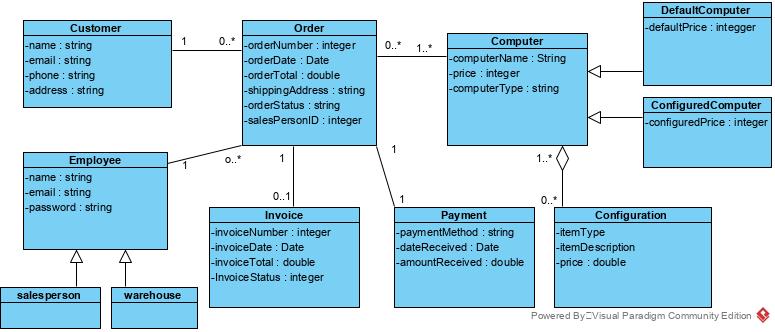 Customer
-name : string
-email : string
-phone : string
-address : string
1
0..*
Order
-orderNumber : integer
-orderDate : Date
-orderTotal : double
-shippingAddress : string
-orderStatus : string
-salesPersonID : integer
0..*
1..*
Computer
-computerName : String
-price : integer
-computerType : string
DefaultComputer
-defaultPrice : integger
ConfiguredComputer
-configuredPrice : integer
Employee
-name : string
-email : string
-password : string
1
o..*
1
0..1
1
1
1..*
0..*
Invoice
-invoiceNumber : integer
-invoiceDate : Date
-invoiceTotal : double
-InvoiceStatus : integer
Payment
-paymentMethod : string
-dateReceived : Date
-amountReceived : double
Configuration
-itemType
-itemDescription
-price : double
salesperson
warehouse
Powered By Visual Paradigm Community Edition